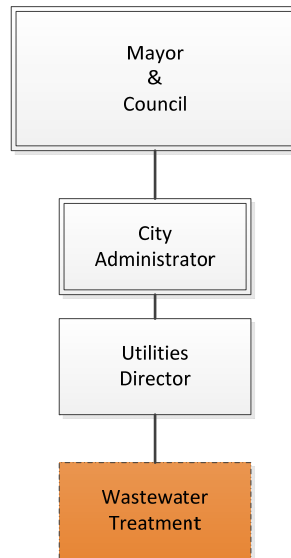 Mayor
&
Council
City
Administrator
Utilities
Director
Wastewater
Treatment